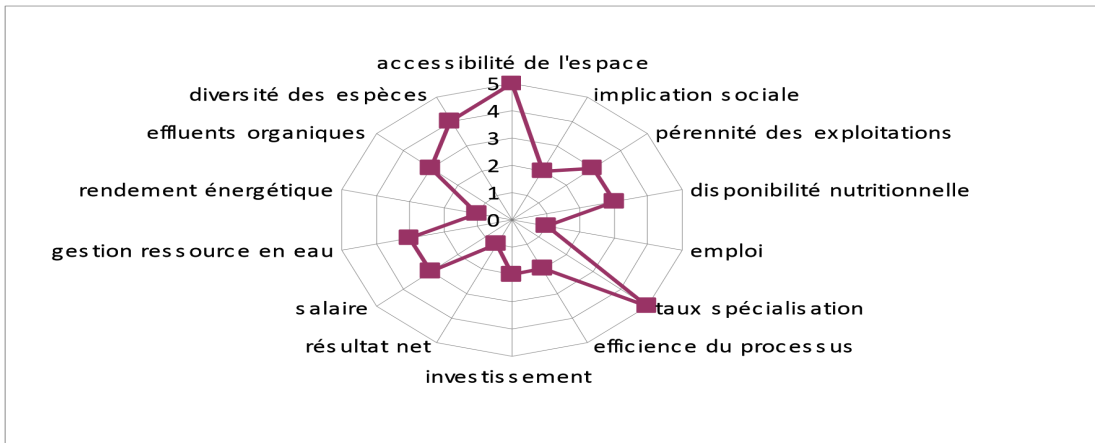 accessibilité de l'espace
diversité des espèces
5
implication sociale
effluents organiques
4
pérennité des exploitations
3
rendement énergétique
2
disponibilité nutritionnelle
1
0
gestion ressource en eau
emploi
salaire
taux spécialisation
résultat net
efficience du processus
investissement